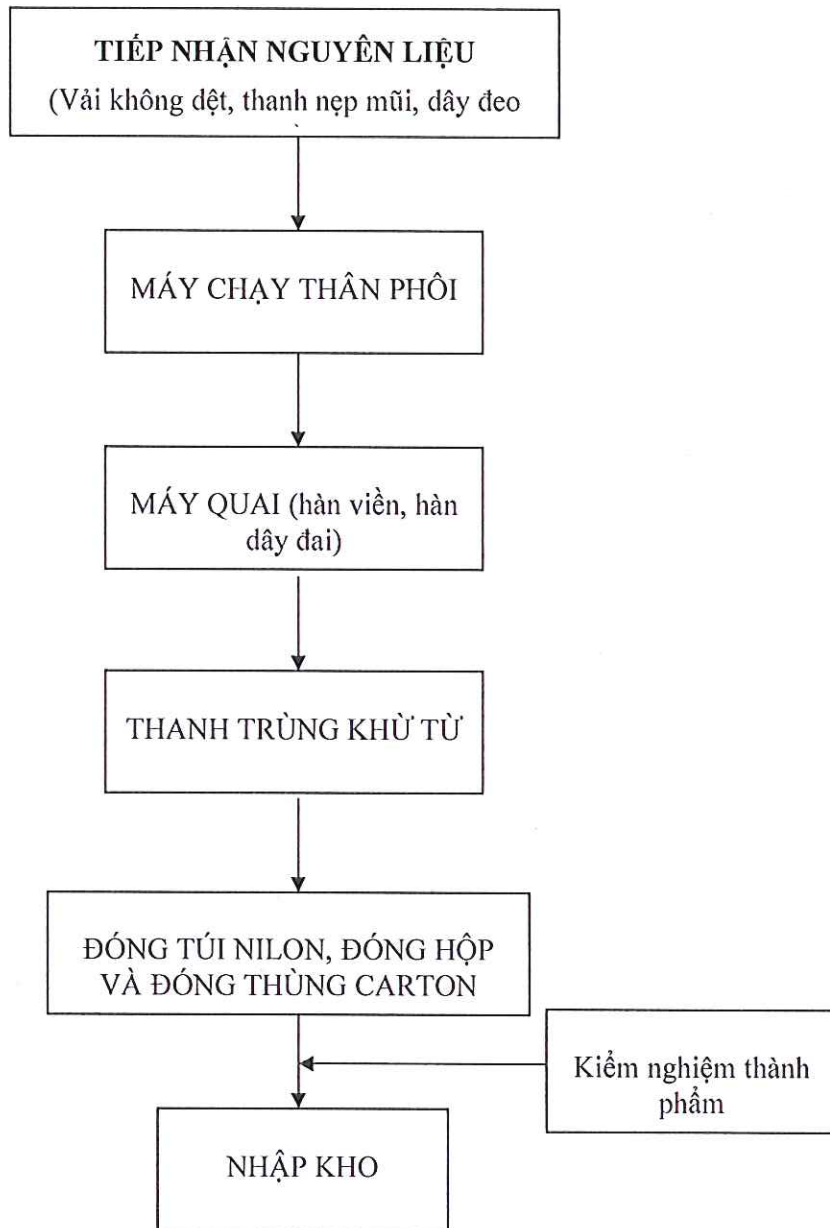 TIẾP NHẬN NGUYÊN LIỆU
(Vải không dệt, thanh nẹp mũi, dây đeo
MÁY CHẠY THÂN PHÔI
MÁY QUAI (hàn viền, hàn
dây đai)
THANH TRÙNG KHỬ TỪ
ĐÓNG TÚI NILON, ĐÓNG HỘP
VÀ ĐÓNG THÙNG CARTON
Kiểm nghiệm thành
phẩm
NHẬP KHO